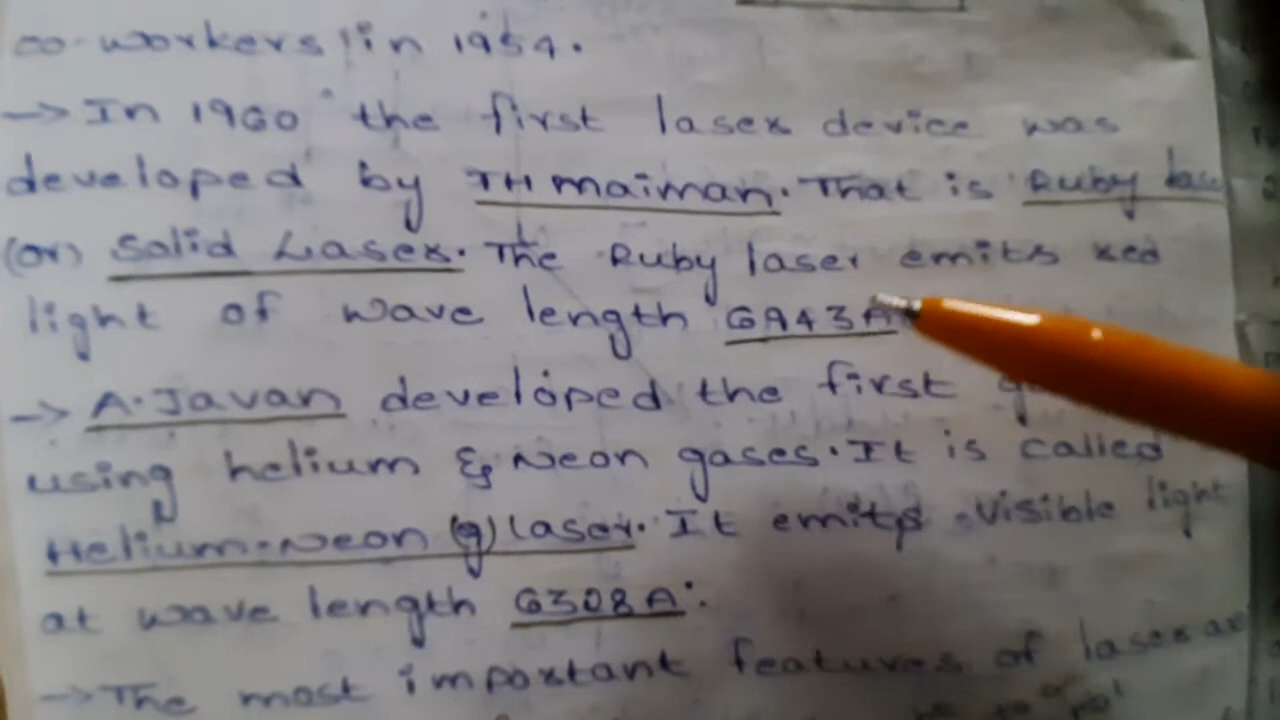 co-workers in 1954.
→ In 1960 the first laser device was
developed by TH maiman. That is Ruby
(or) Solid Laser. The Ruby laser emits red
light of wave length 6943A
→ A. Javan developed the first
using helium & Neon gases. It is called
Helium-Neon (g) laser. It emits visible light
at wave length 6328A°.
→ The most important features of laser are